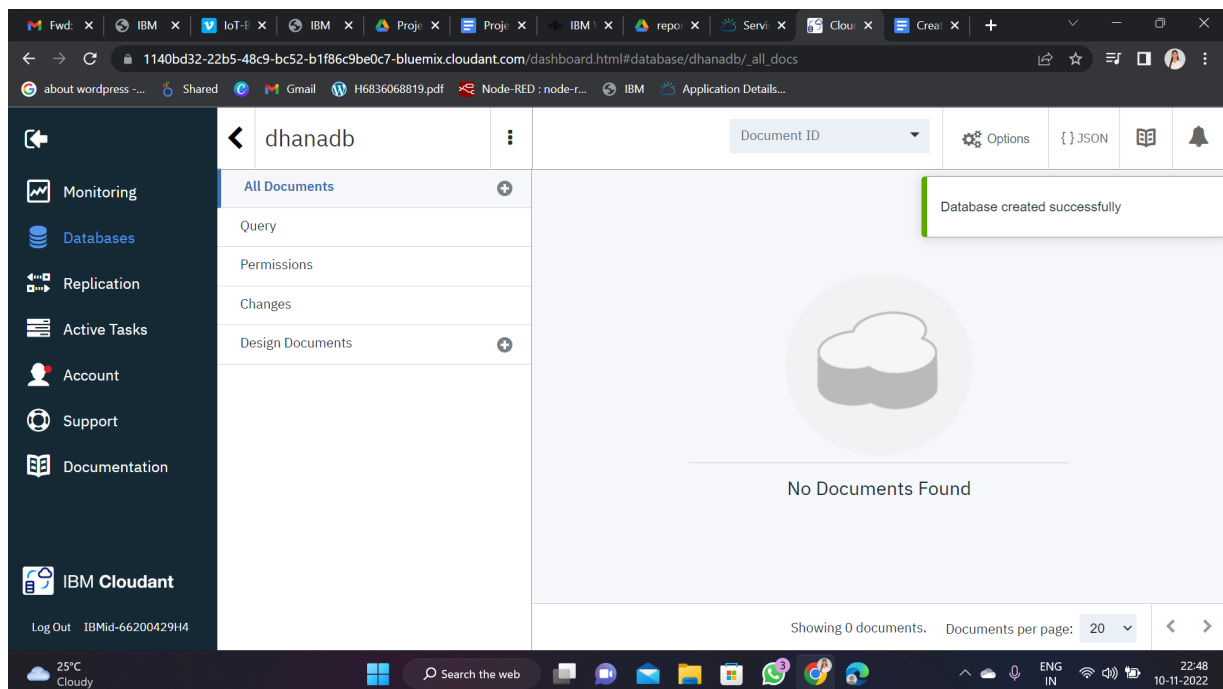 Fwd: IBM IoT-B IBM Proje Proje IBM \ repor Servi Clou Creat
1140bd32-22b5-48c9-bc52-b1f86c9be0c7-bluemix.cloudant.com/dashboard.html#database/dhanadb/_all_docs
about wordpress -... Shared Gmail H6836068819.pdf Node-RED : node-r... IBM Application Details...
dhanadb
Document ID
Options
{ } JSON
Monitoring
Databases
Replication
Active Tasks
Account
Support
Documentation
IBM Cloudant
Log Out IBMid-66200429H4
All Documents
Query
Permissions
Changes
Design Documents
Database created successfully
No Documents Found
Showing 0 documents. Documents per page: 20
25°C
Cloudy
Search the web
3
ENG
IN
22:48
10-11-2022